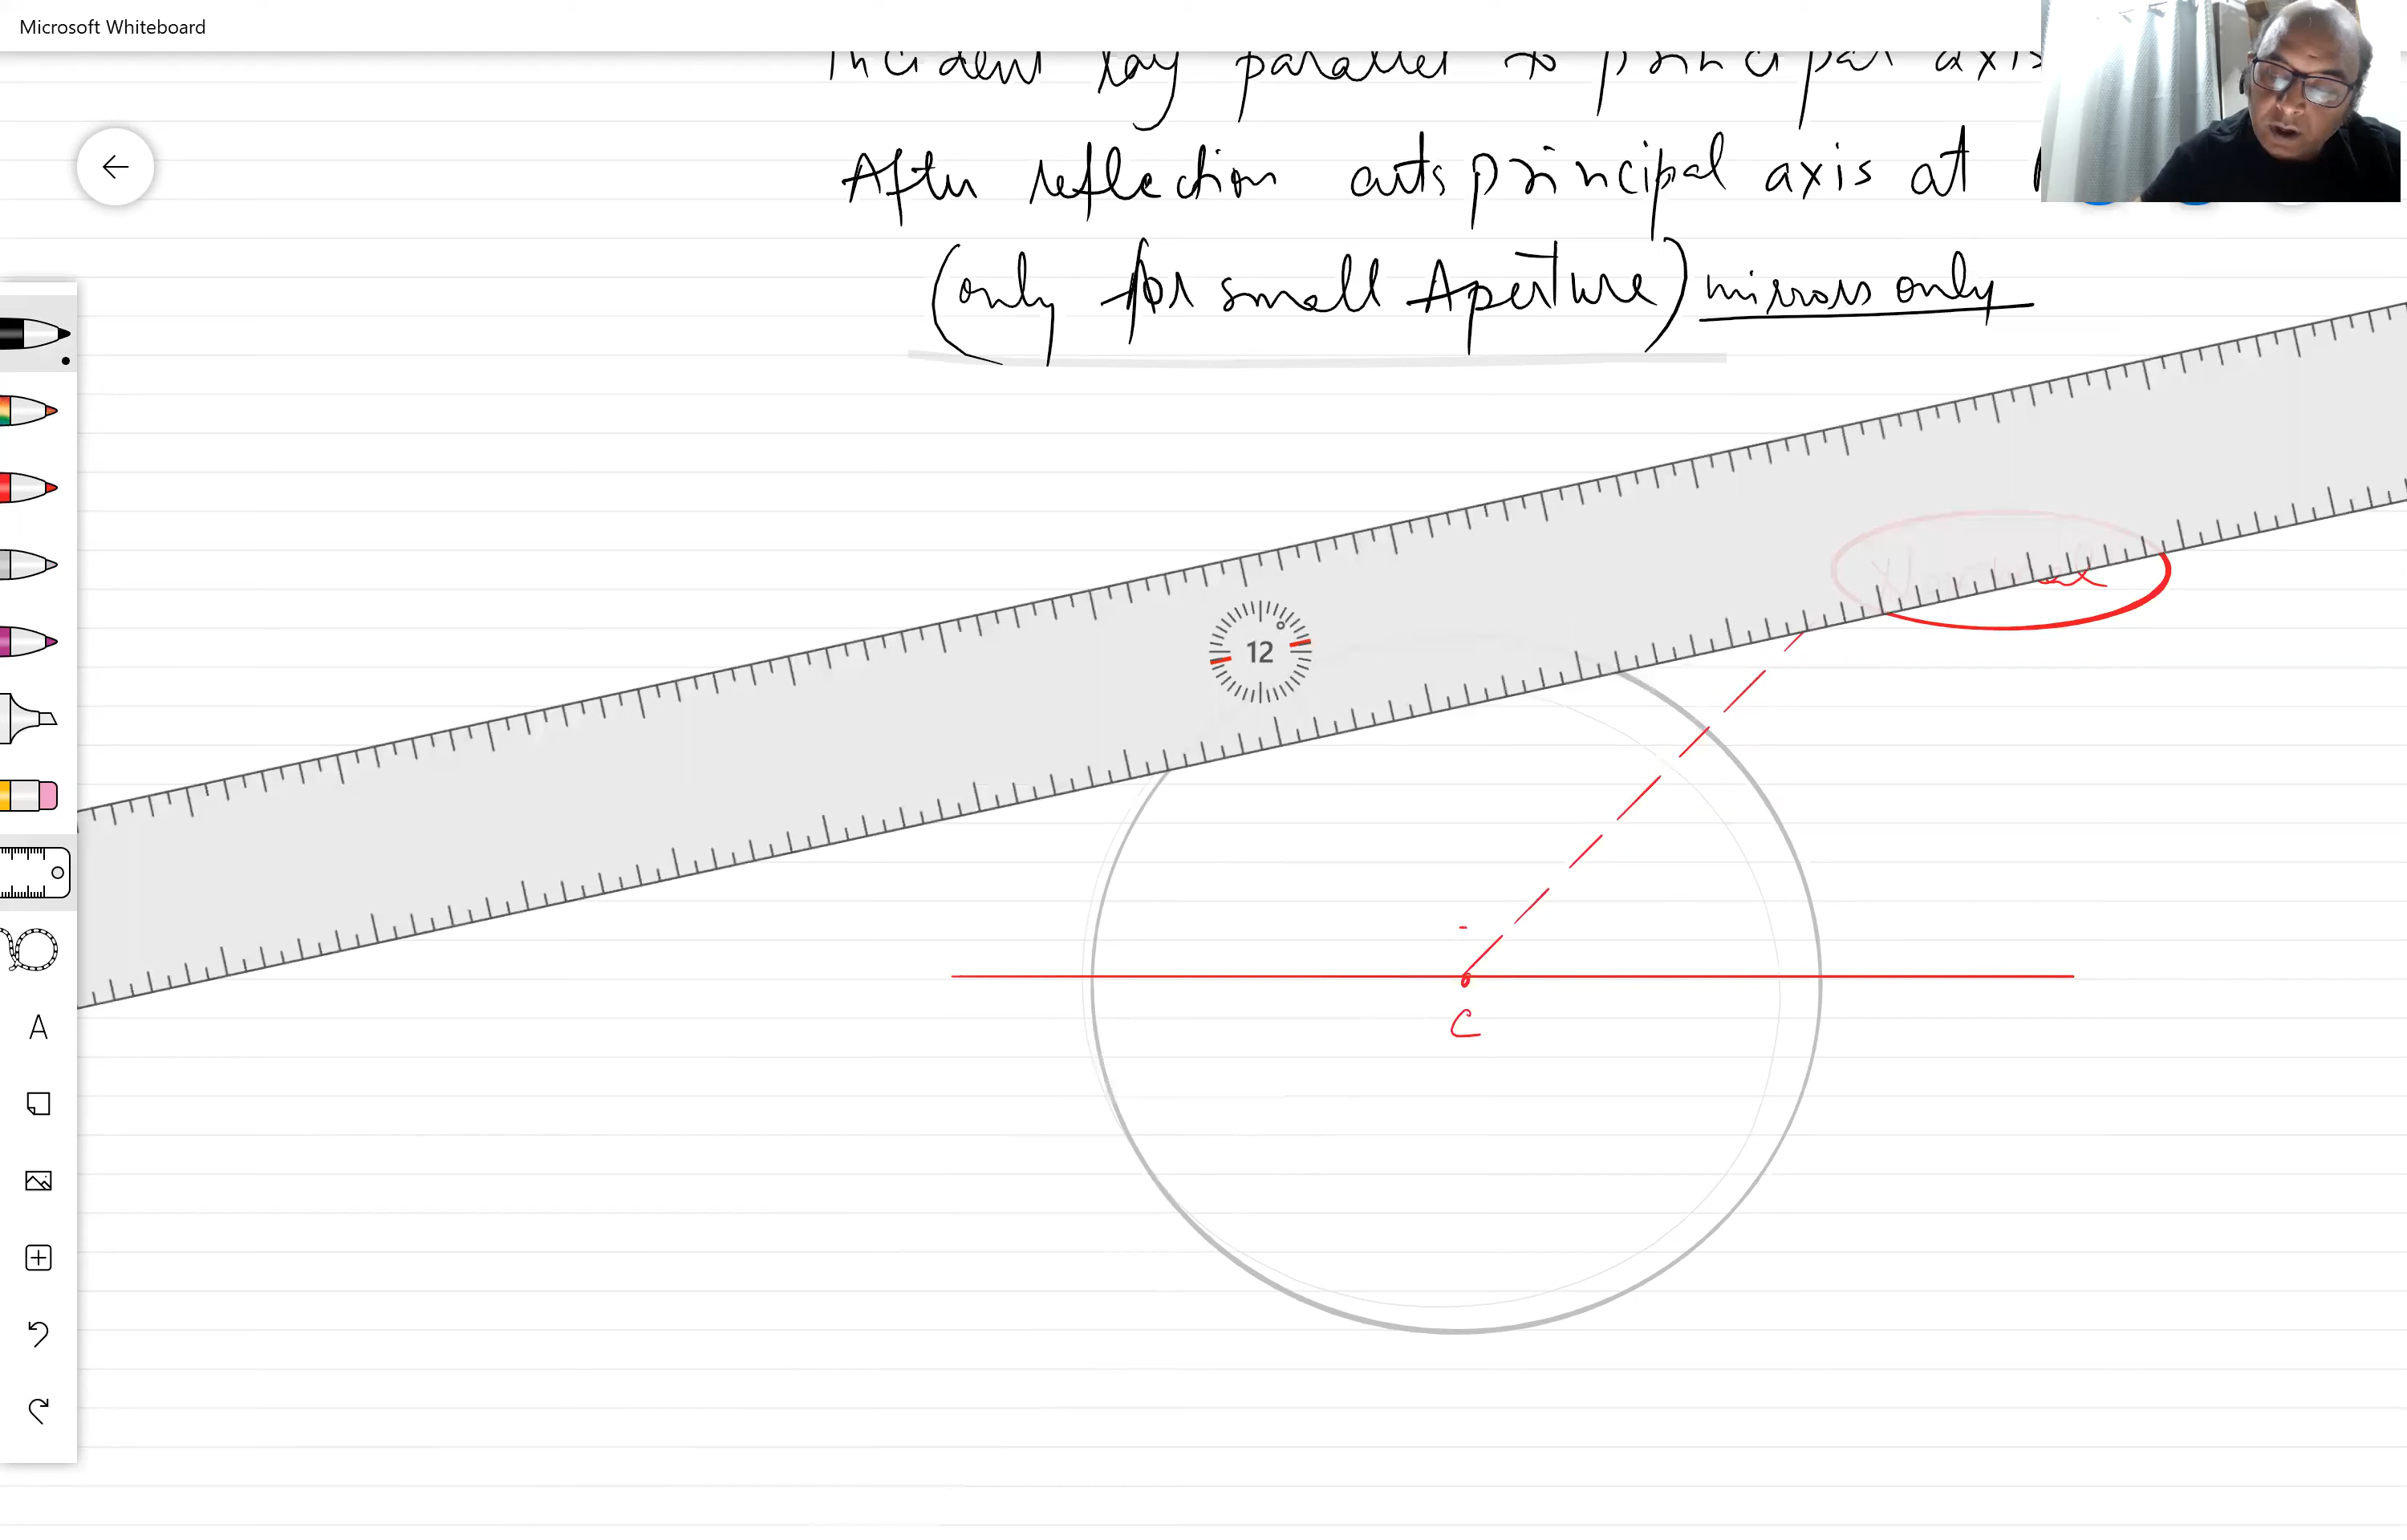 Microsoft Whiteboard
Incident ray parallel to principal axis
After reflection cuts principal axis at
(only for small Aperture) mirrors only
12°
C
A